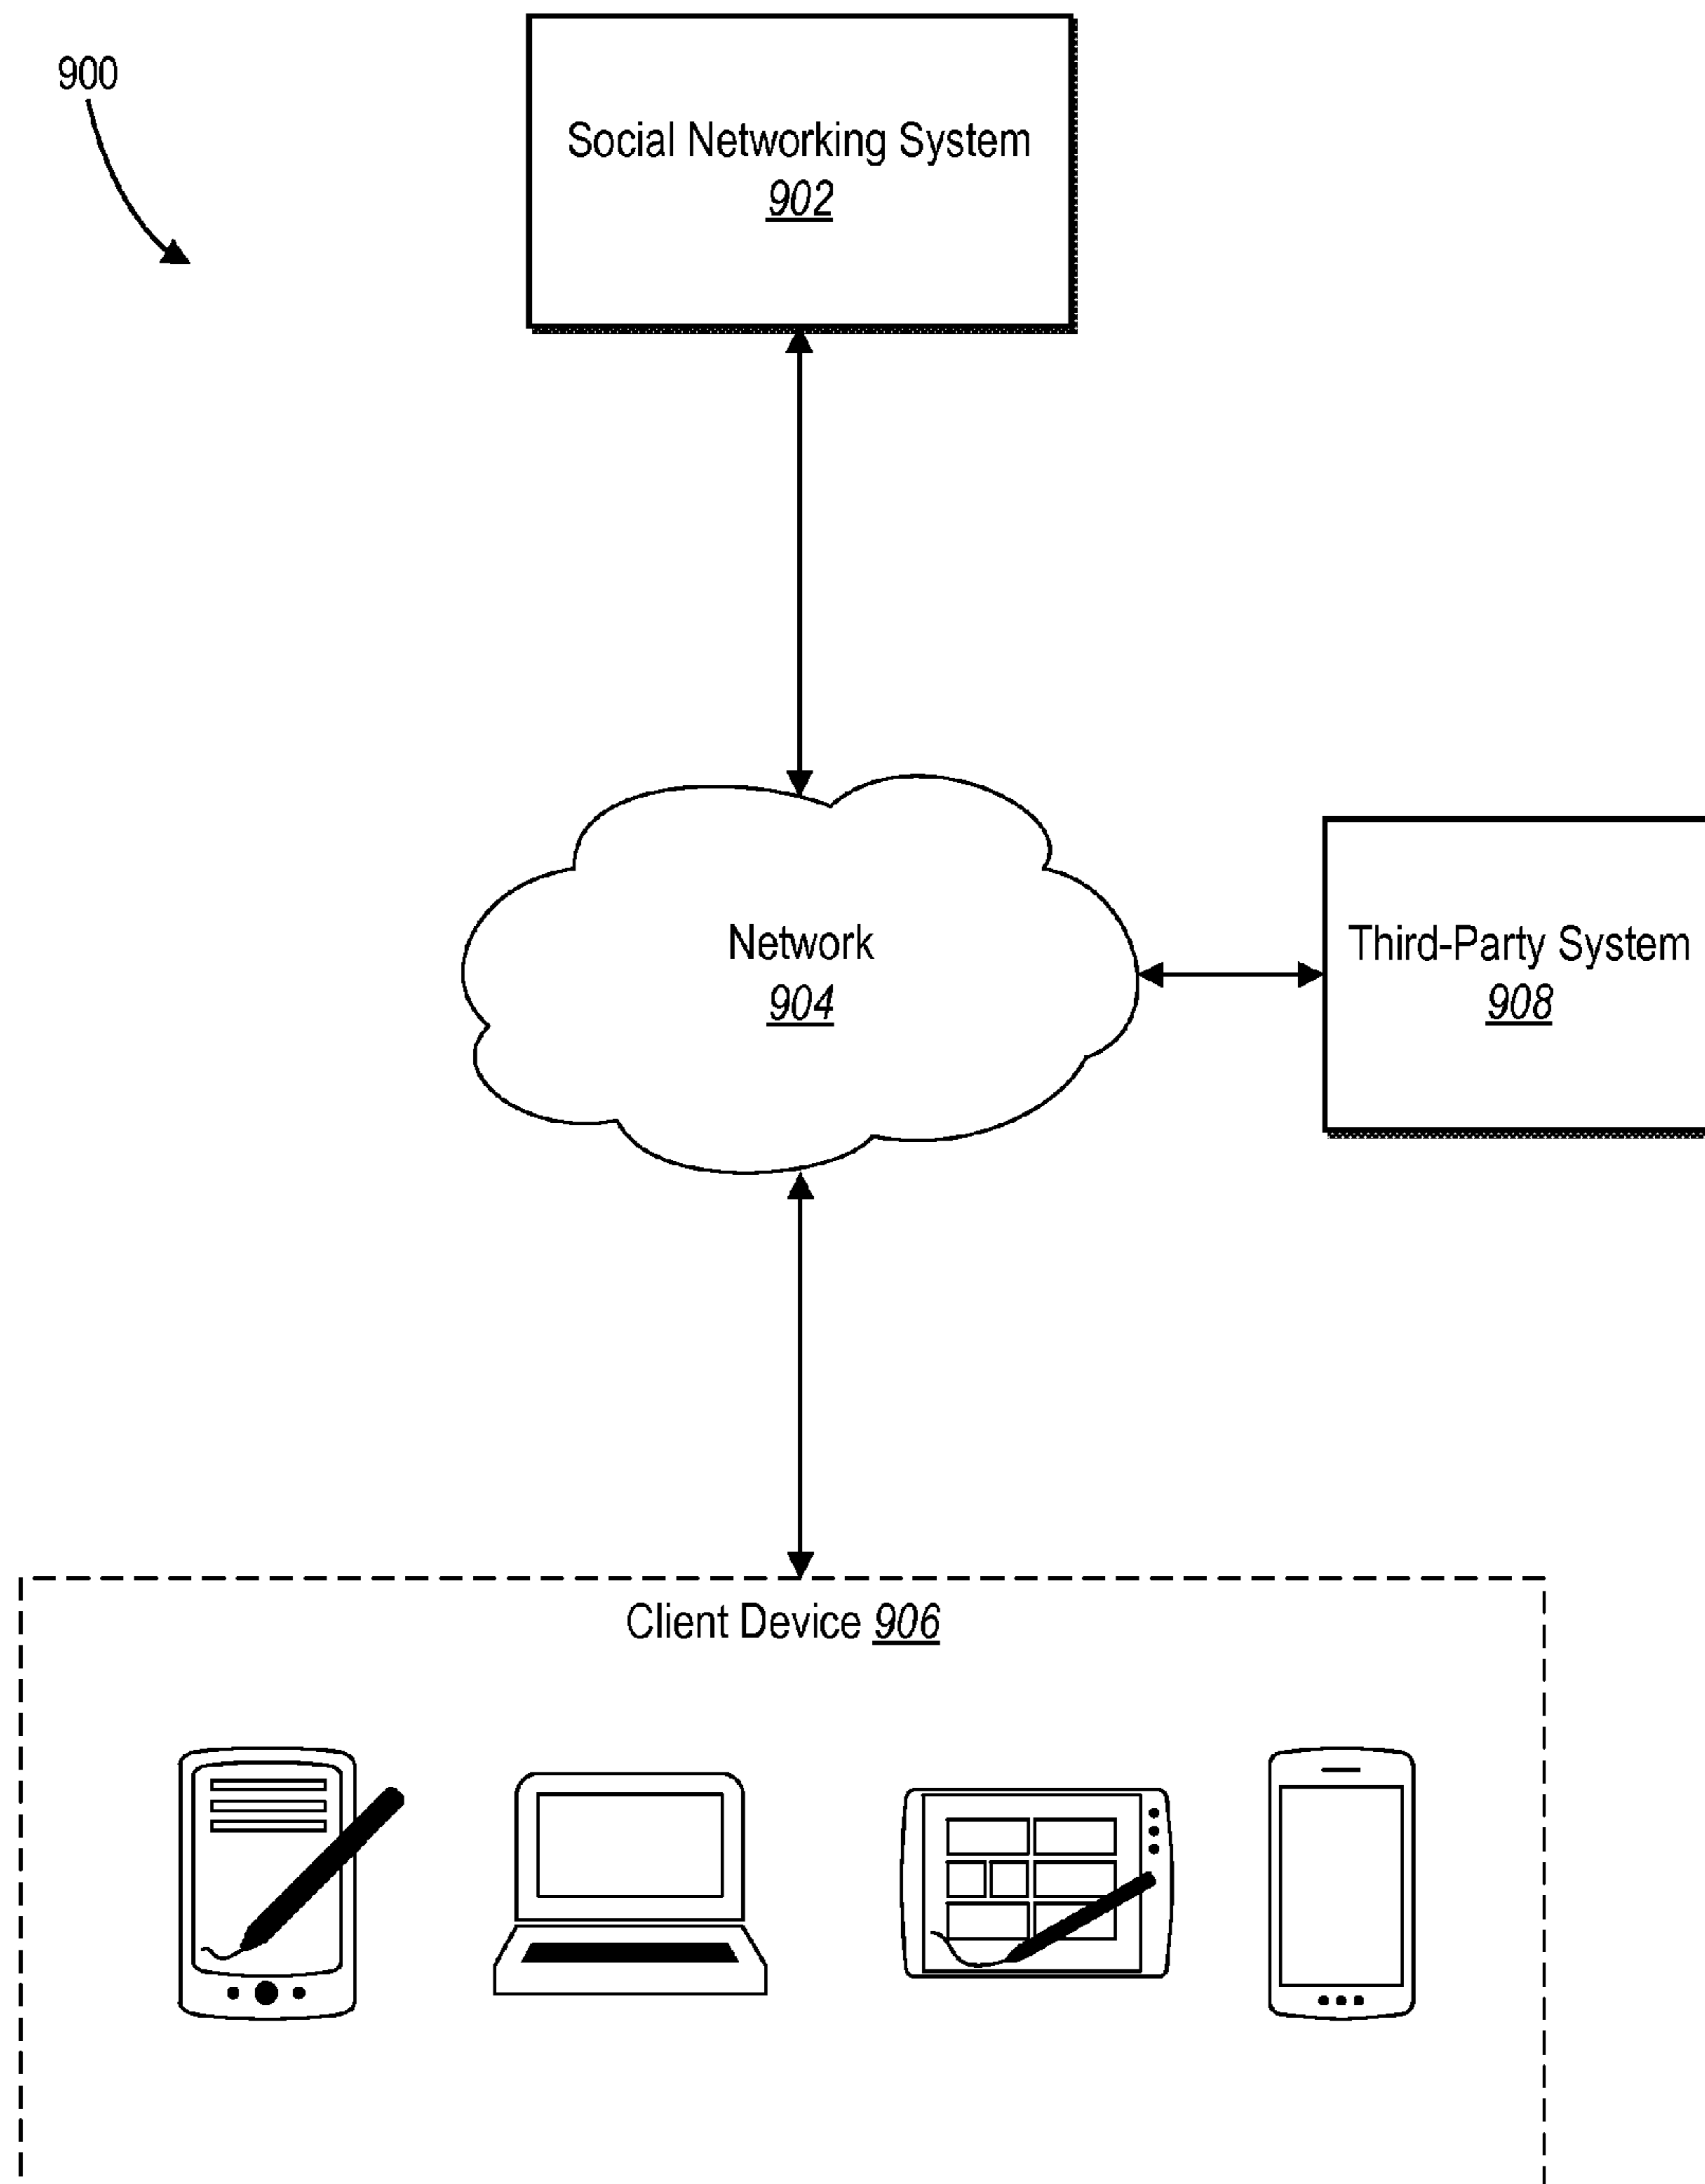 900
Social Networking System
902
Network
904
Third-Party System
908
Client Device 906